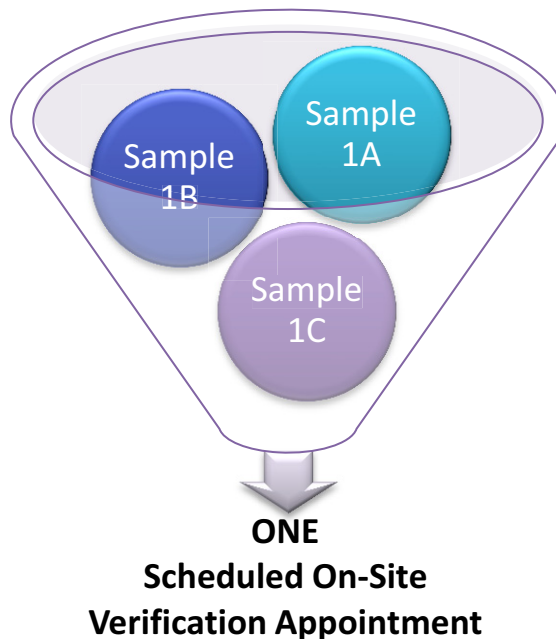 Sample
1A
Sample
1B
Sample
1C
ONE
Scheduled On-Site
Verification Appointment